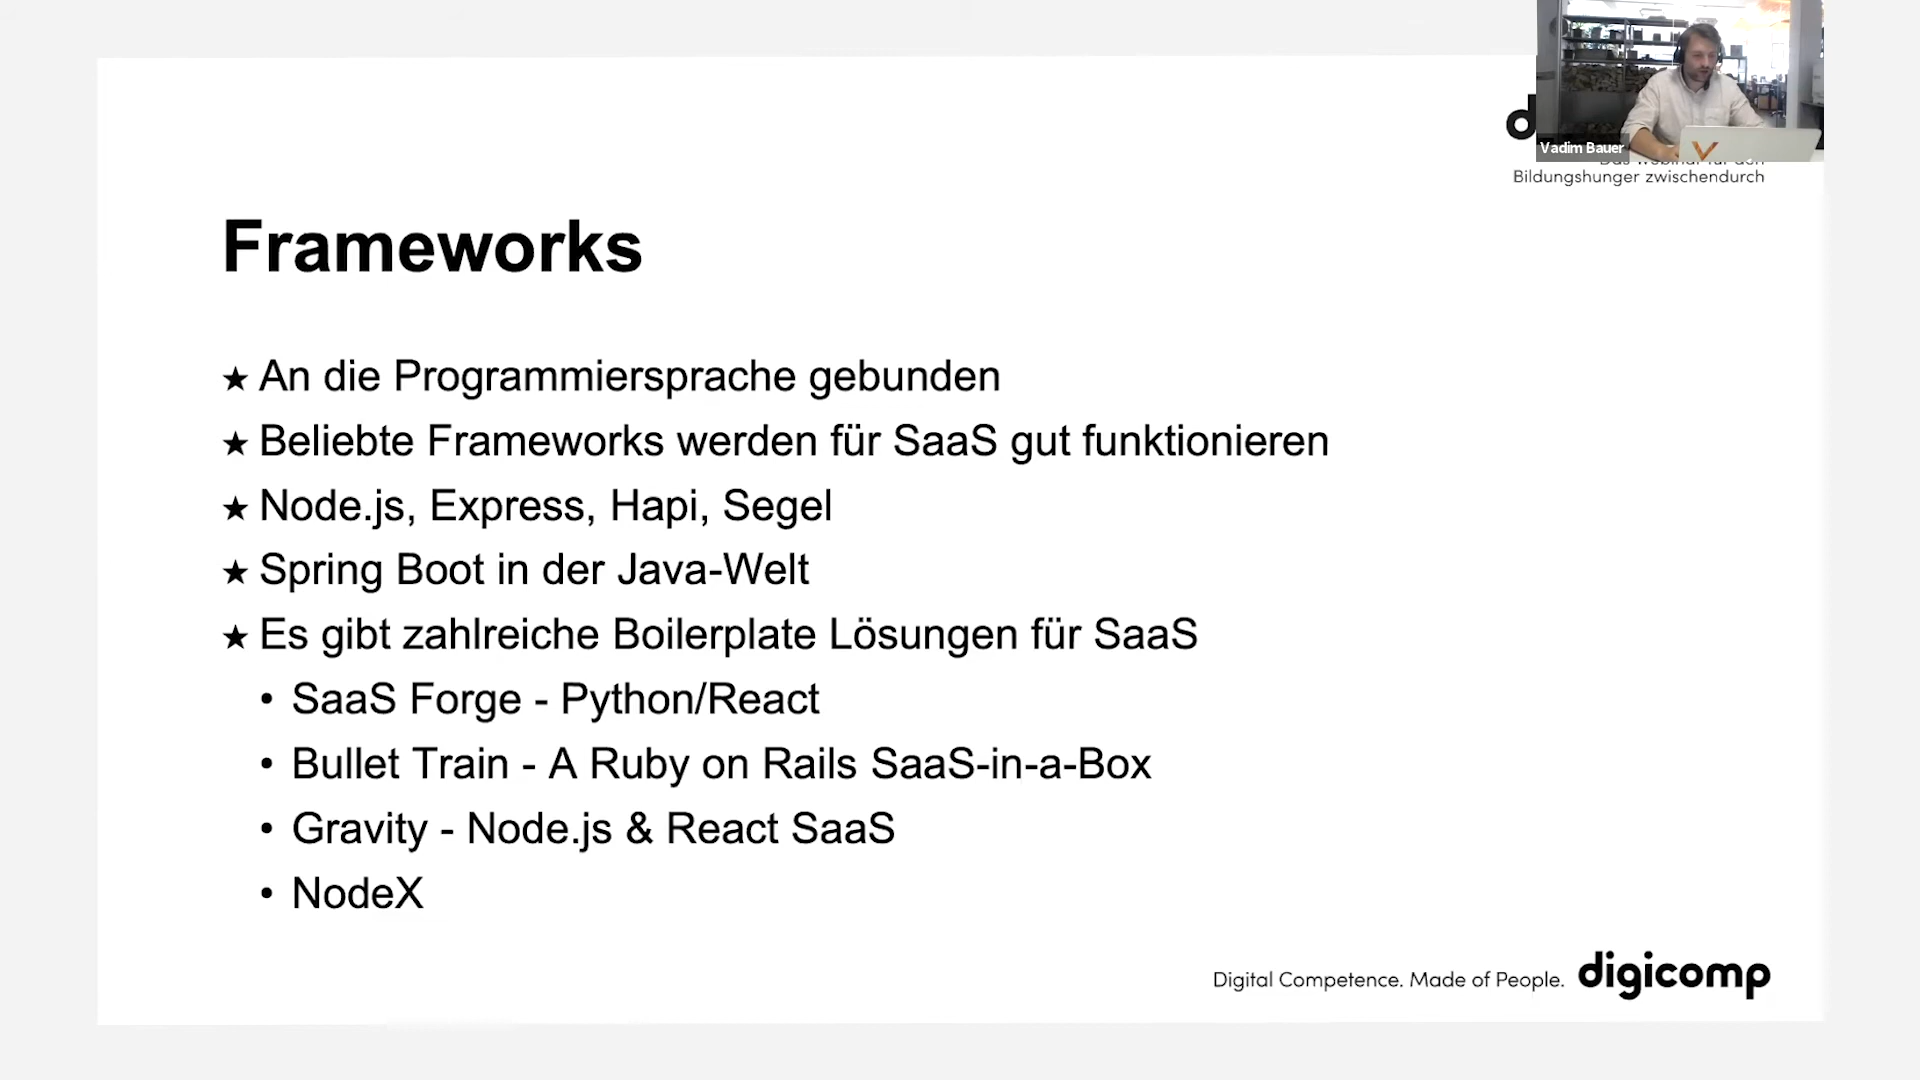 Vadim Bauer
Bildungshunger zwischendurch
Frameworks
★ An die Programmiersprache gebunden
★ Beliebte Frameworks werden für SaaS gut funktionieren
★ Node.js, Express, Hapi, Segel
★ Spring Boot in der Java-Welt
★ Es gibt zahlreiche Boilerplate Lösungen für SaaS
• SaaS Forge - Python/React
• Bullet Train - A Ruby on Rails SaaS-in-a-Box
• Gravity - Node.js & React SaaS
• NodeX
Digital Competence. Made of People. digicomp